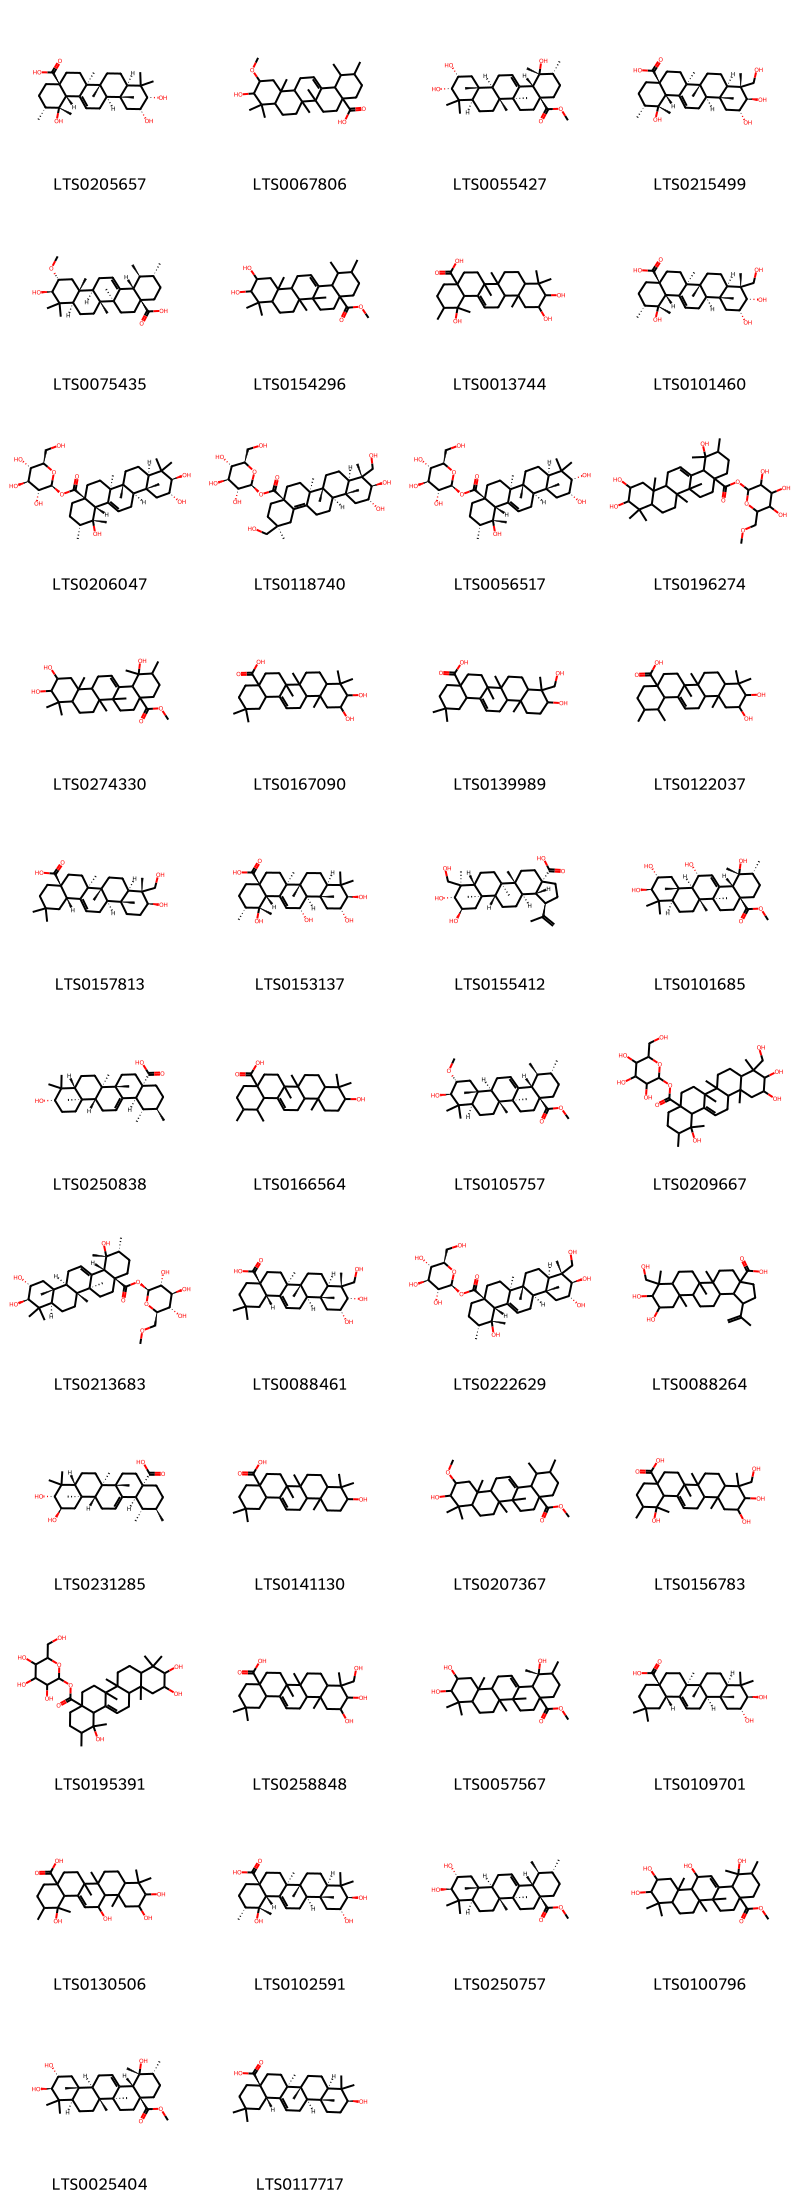 LTS0205657 LTS0067806 LTS0055427 LTS0215499
LTS0075435 LTS0154296 LTS0013744 LTS0101460
LTS0206047 LTS0118740 LTS0056517 LTS0196274
LTS0274330 LTS0167090 LTS0139989 LTS0122037
LTS0157813 LTS0153137 LTS0155412 LTS0101685
LTS0250838 LTS0166564 LTS0105757 LTS0209667
LTS0213683 LTS0088461 LTS0222629 LTS0088264
LTS0231285 LTS0141130 LTS0207367 LTS0156783
LTS0195391 LTS0258848 LTS0057567 LTS0109701
LTS0130506 LTS0102591 LTS0250757 LTS0100796
LTS0025404 LTS0117717